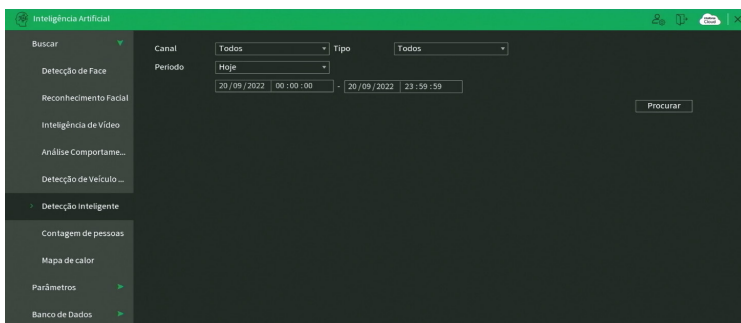 Inteligência Artificial
Buscar
Detecção de Face
Reconhecimento Facial
Inteligência de Vídeo
Análise Comportame...
Detecção de Veículo ...
Detecção Inteligente
Contagem de pessoas
Mapa de calor
Parâmetros
Banco de Dados
Canal Todos Tipo Todos
Período Hoje
20/09/2022 00:00:00 - 20/09/2022 23:59:59
Procurar
Cloud